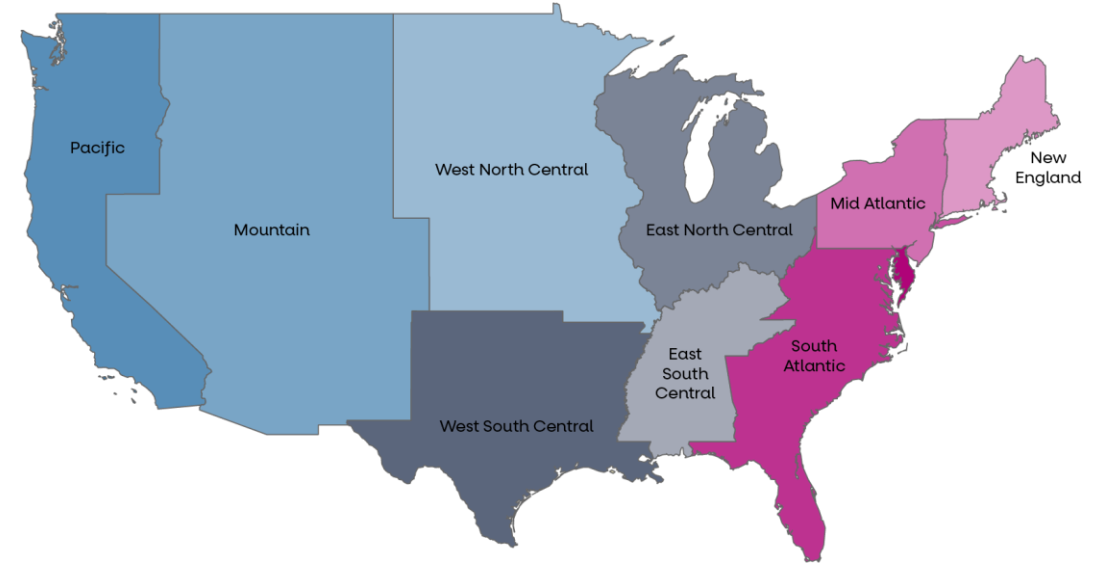 Pacific
Mountain
West North Central
East North Central
Mid Atlantic
New
England
South
Atlantic
East
South
Central
West South Central